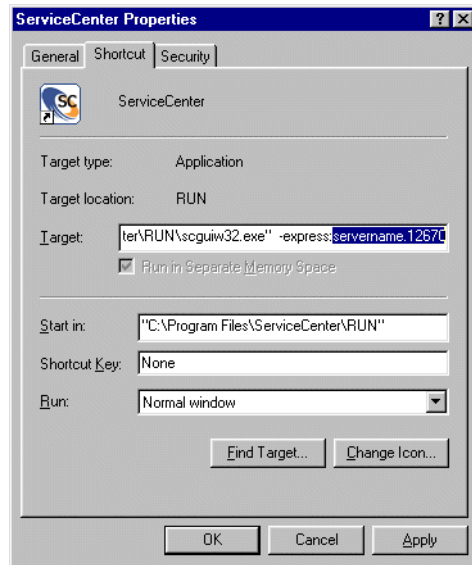 ServiceCenter Properties
General Shortcut Security
SC
ServiceCenter
Target type: Application
Target location: RUN
Target: ter\RUN\scguiw32.exe" -express:servername.12670
Run in Separate Memory Space
Start in: "C:\Program Files\ServiceCenter\RUN"
Shortcut Key: None
Run: Normal window
Find Target... Change Icon...
OK Cancel Apply